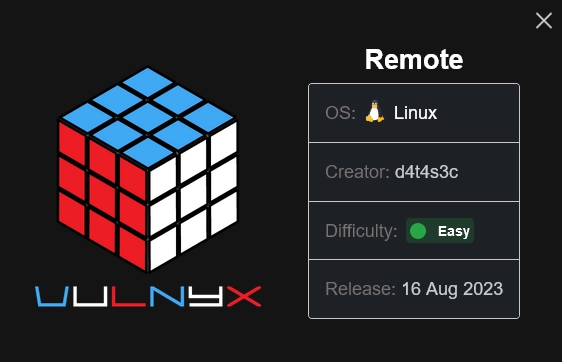 Remote
OS: Linux
Creator: d4t4s3c
Difficulty: Easy
Release: 16 Aug 2023
VULNYX